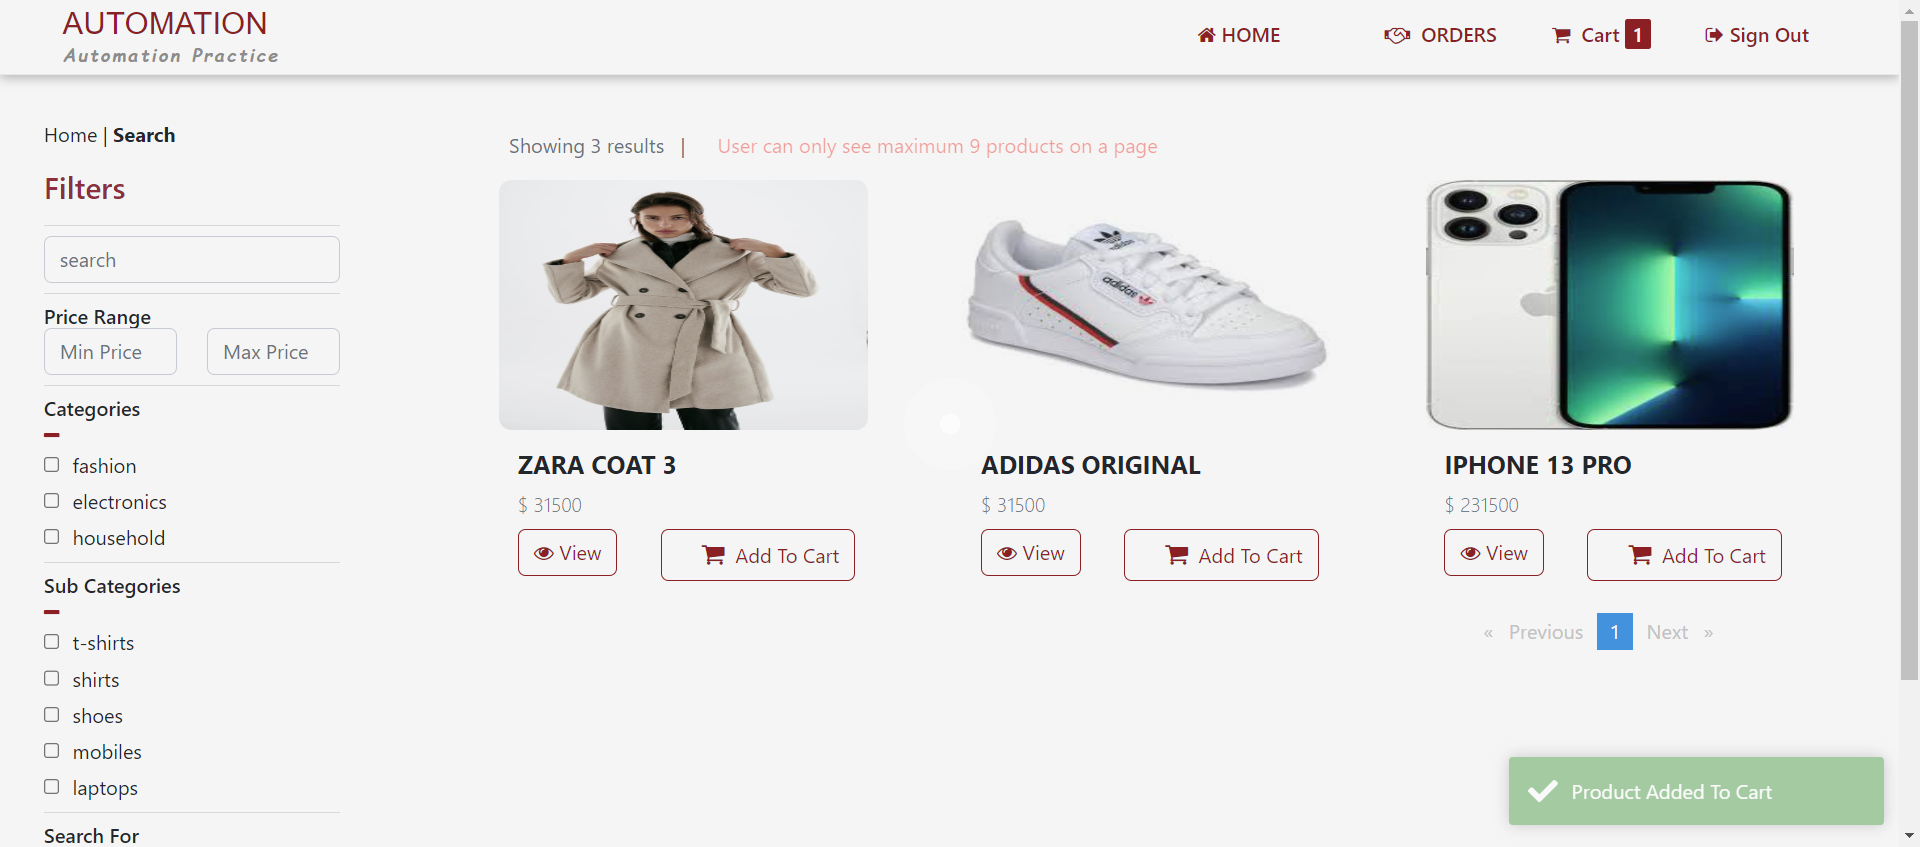 AUTOMATION
Automation Practice
HOME
ORDERS
Cart 1
Sign Out
Home | Search
Filters
search
Price Range
Min Price
Max Price
Categories
fashion
electronics
household
Sub Categories
t-shirts
shirts
shoes
mobiles
laptops
Search For
Showing 3 results |
User can only see maximum 9 products on a page
adidas
adidas
ZARA COAT 3
$ 31500
View
Add To Cart
ADIDAS ORIGINAL
$ 31500
View
Add To Cart
IPHONE 13 PRO
$ 231500
View
Add To Cart
« Previous 1 Next »
Product Added To Cart